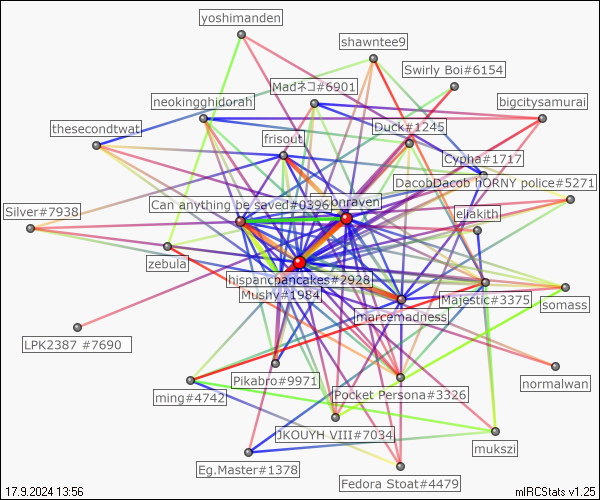 yoshimanden
shawntee9
Swirly Boi#6154
Madネコ#6901
neokingghidorah
bigcitysamurai
Duck#1245
thesecondtwat
frisout
Cypha#1717
DacobDacob hORNY police#5271
Can anything be saved#0396
onraven
Silver#7938
eliakith
zebula
hispanchancakes#2928
Mushy#1984
Majestic#3375
somass
marcemadness
LPK2387 #7690
Pikabro#9971
normalwan
ming#4742
Pocket Persona#3326
JKOUYH VIII#7034
mukszi
Eg.Master#1378
Fedora Stoat#4479
17.9.2024 13:56
mIRCStats v1.25